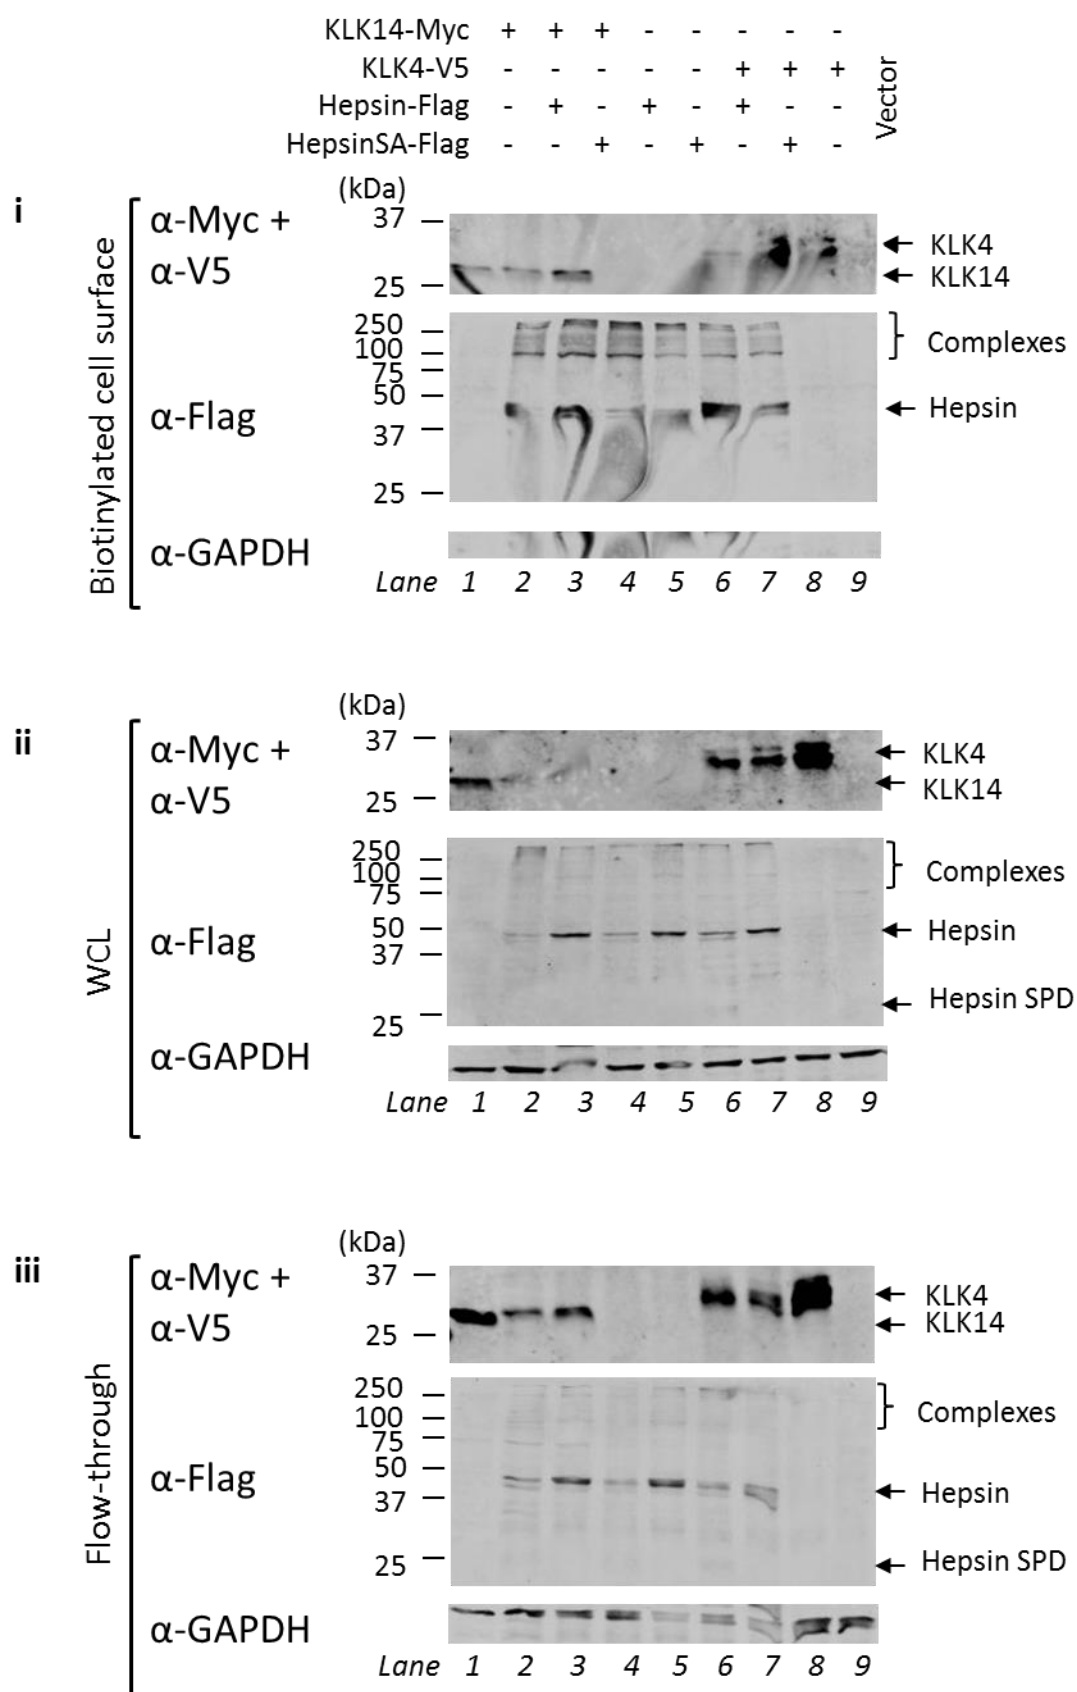 KLK14-Myc + + + - - - - -
KLK4-V5 - - - - - + + +
Hepsin-Flag - + - + - + - -
HepsinSA-Flag - - + - + - + -
Vector
i
Biotinylated cell surface
(kDa)
α-Myc +
α-V5
37
25
KLK4
KLK14
α-Flag
250
100
75
50
37
25
Complexes
Hepsin
α-GAPDH
Lane 1 2 3 4 5 6 7 8 9
ii
WCL
(kDa)
α-Myc +
α-V5
37
25
KLK4
KLK14
α-Flag
250
100
75
50
37
25
Complexes
Hepsin
Hepsin SPD
α-GAPDH
Lane 1 2 3 4 5 6 7 8 9
iii
Flow-through
(kDa)
α-Myc +
α-V5
37
25
KLK4
KLK14
α-Flag
250
100
75
50
37
25
Complexes
Hepsin
Hepsin SPD
α-GAPDH
Lane 1 2 3 4 5 6 7 8 9